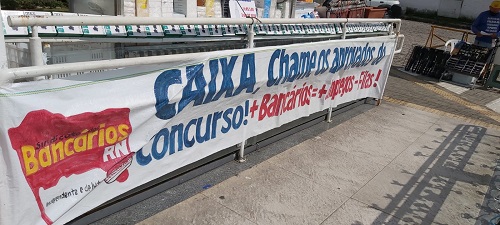 CAIXA, Chame os aprovados do
Concurso! + Bancários = + Empregos - Filas!
Bancários
RN